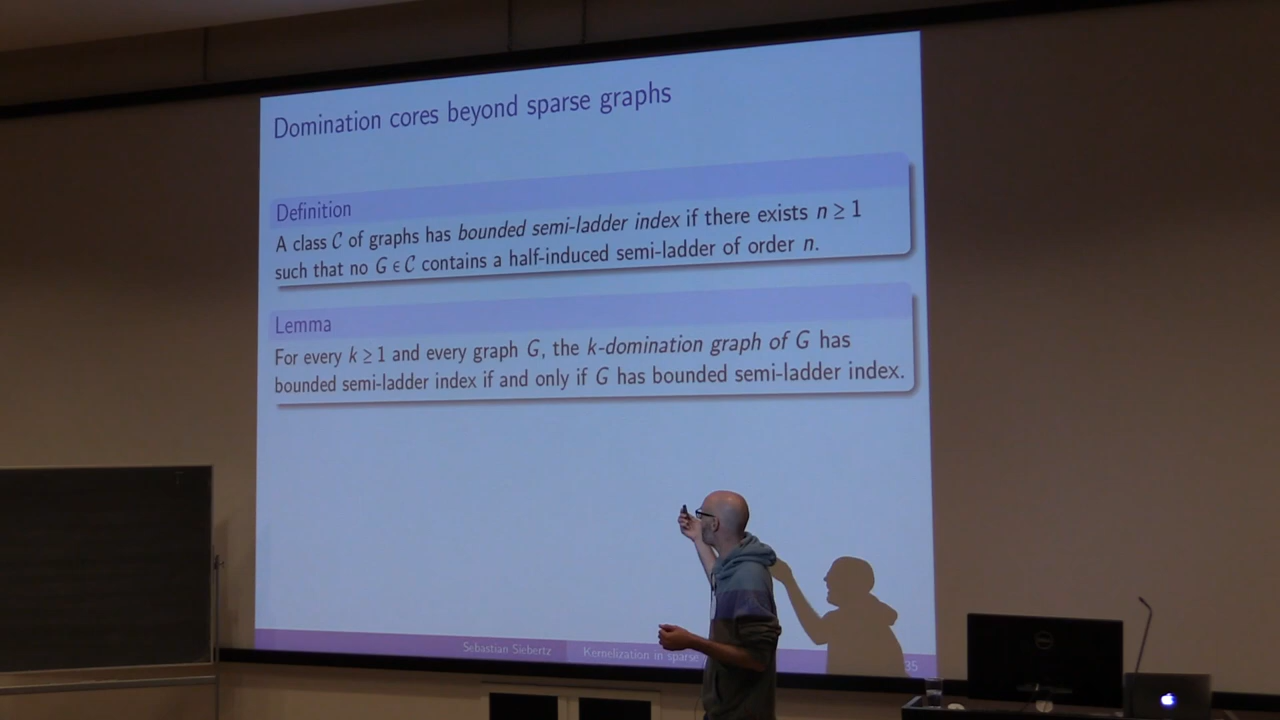 Domination cores beyond sparse graphs
Definition
A class 𝒞 of graphs has bounded semi-ladder index if there exists n ≥ 1
such that no G ∈ 𝒞 contains a half-induced semi-ladder of order n.
Lemma
For every k ≥ 1 and every graph G, the k-domination graph of G has
bounded semi-ladder index if and only if G has bounded semi-ladder index.
Sebastian Siebertz Kernelization in sparse 35
DELL